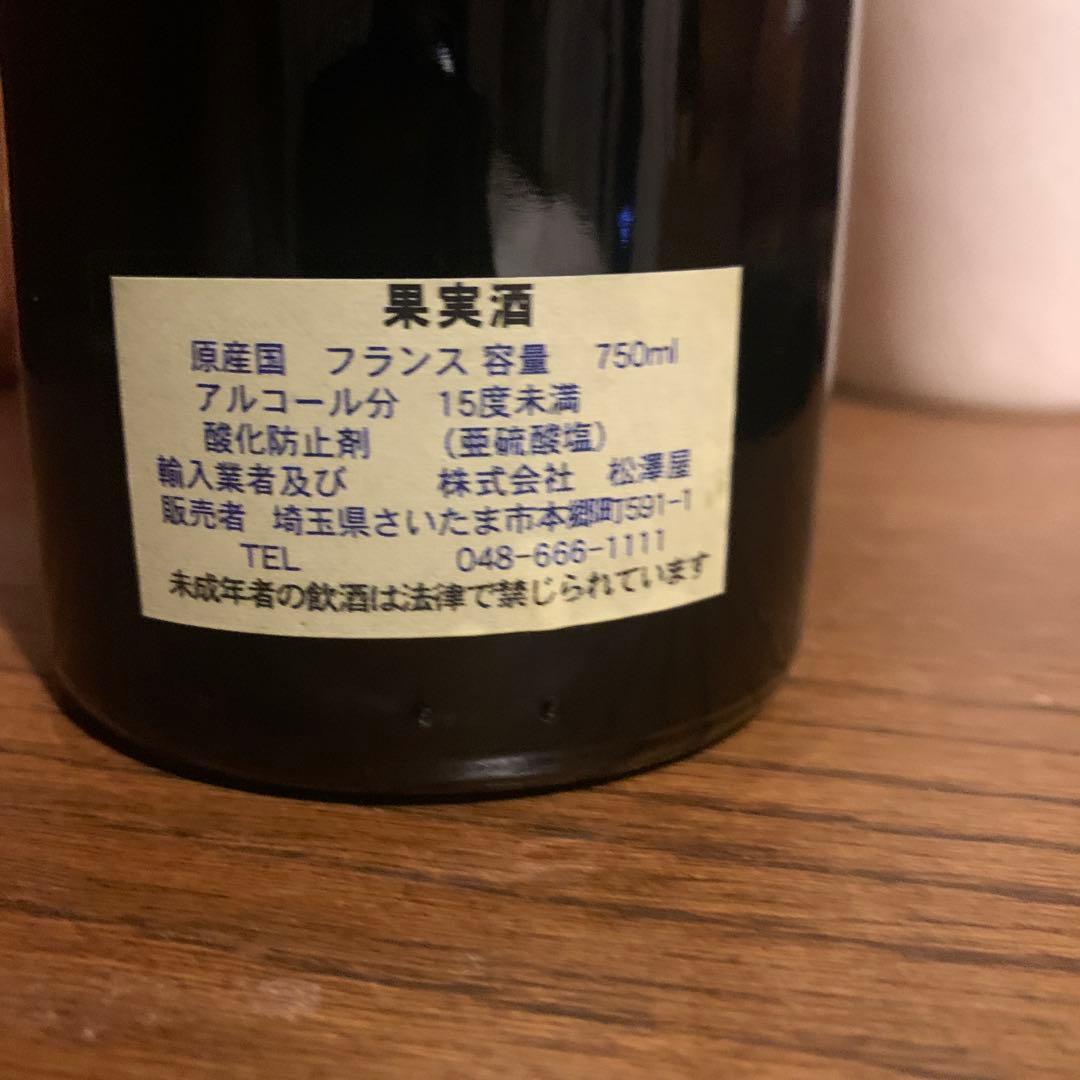 果実酒
原産国 フランス 容量 750ml
アルコール分 15度未満
酸化防止剤 (亜硫酸塩)
輸入業者及び 株式会社 松澤屋
販売者 埼玉県さいたま市本郷町591-1
TEL 048-666-1111
未成年者の飲酒は法律で禁じられています